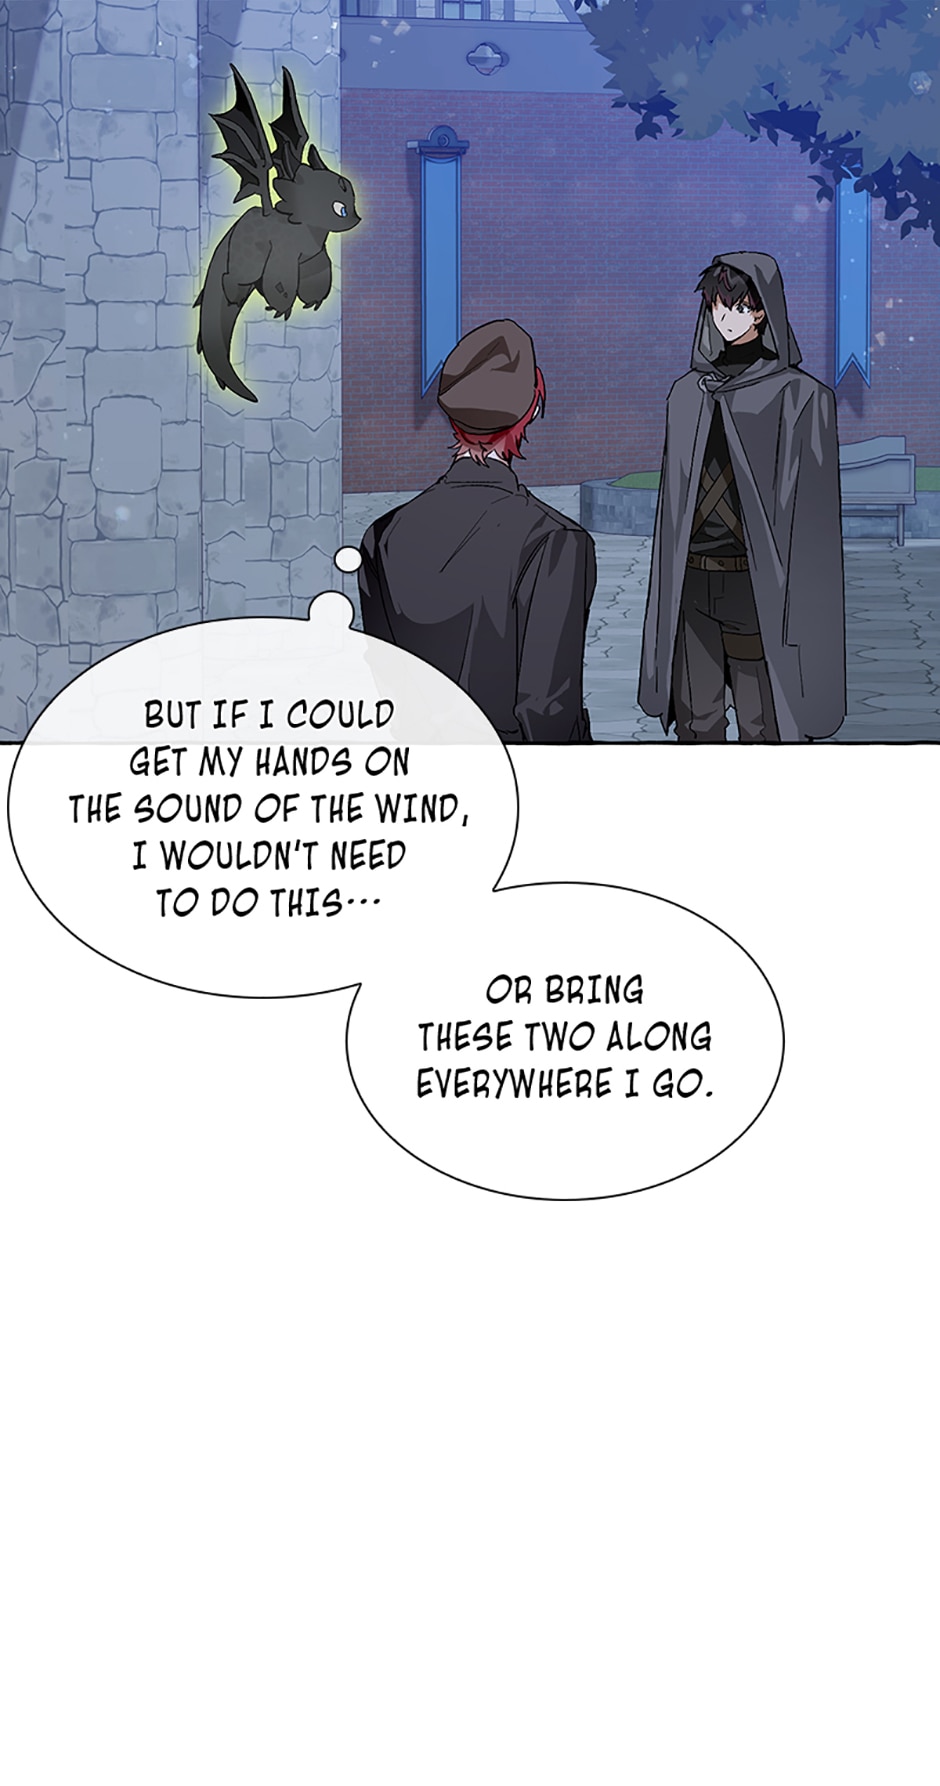 BUT IF I COULD
GET MY HANDS ON
THE SOUND OF THE WIND,
I WOULDN'T NEED
TO DO THIS...
OR BRING
THESE TWO ALONG
EVERYWHERE I GO.